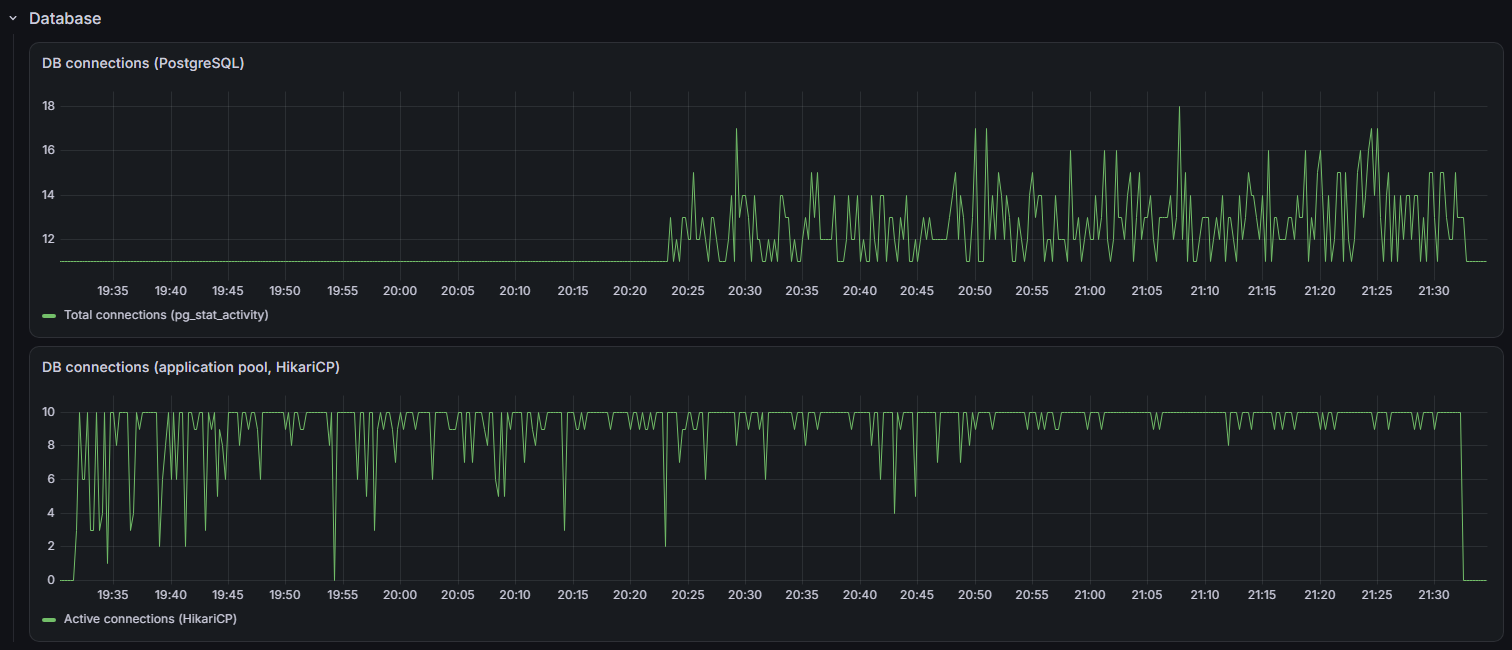 Database
DB connections (PostgreSQL)
18
16
14
12
19:35 19:40 19:45 19:50 19:55 20:00 20:05 20:10 20:15 20:20 20:25 20:30 20:35 20:40 20:45 20:50 20:55 21:00 21:05 21:10 21:15 21:20 21:25 21:30
Total connections (pg_stat_activity)
DB connections (application pool, HikariCP)
10
8
6
4
2
0
19:35 19:40 19:45 19:50 19:55 20:00 20:05 20:10 20:15 20:20 20:25 20:30 20:35 20:40 20:45 20:50 20:55 21:00 21:05 21:10 21:15 21:20 21:25 21:30
Active connections (HikariCP)